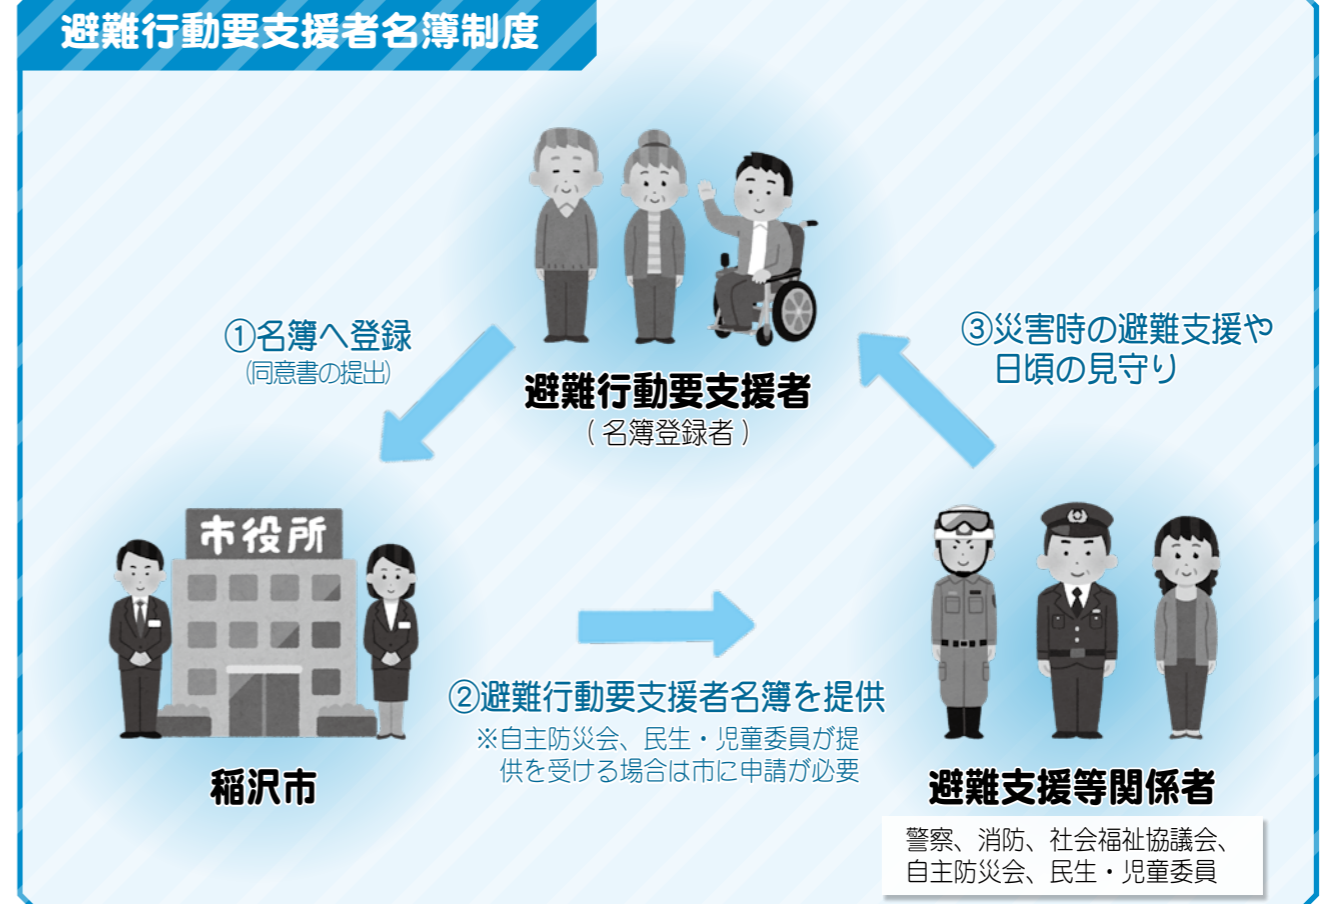 避難行動要支援者名簿制度
①名簿へ登録
(同意書の提出)
③災害時の避難支援や
日頃の見守り
避難行動要支援者
（名簿登録者）
市役所
②避難行動要支援者名簿を提供
※自主防災会、民生・児童委員が提
供を受ける場合は市に申請が必要
稲沢市
避難支援等関係者
警察、消防、社会福祉協議会、
自主防災会、民生・児童委員